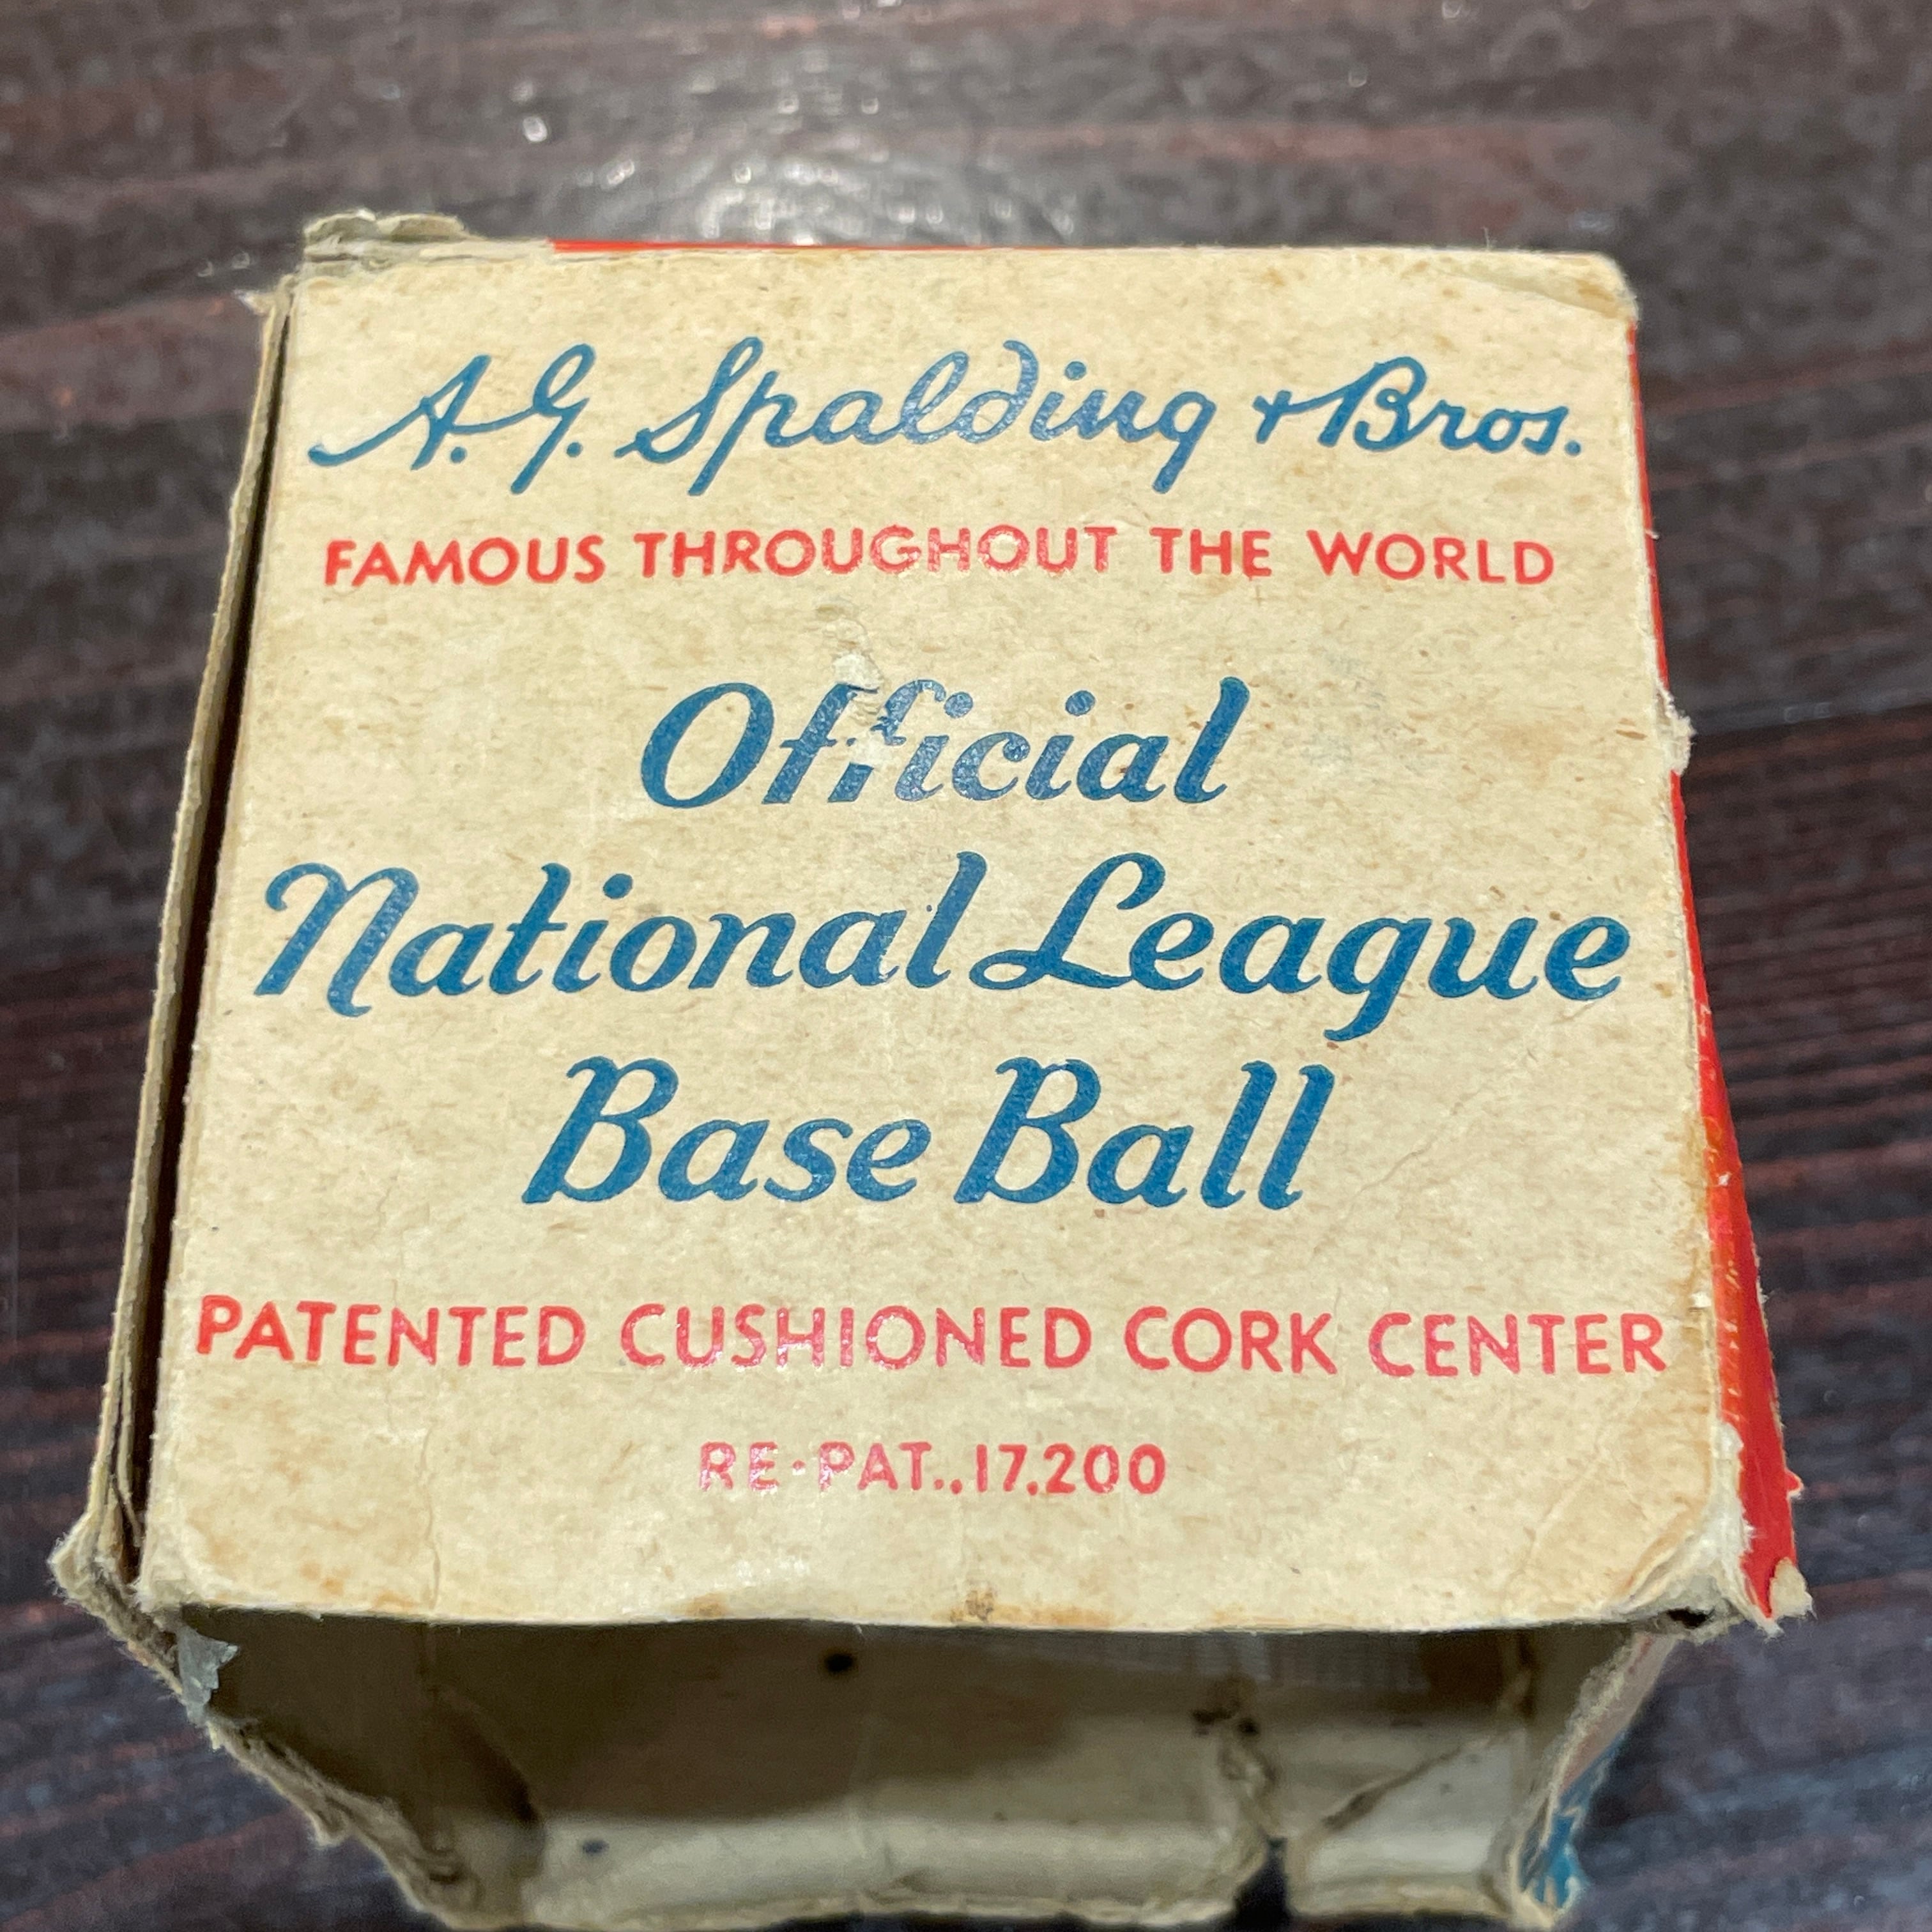 A.G. Spalding & Bros.
FAMOUS THROUGHOUT THE WORLD
Official
National League
Base Ball
PATENTED CUSHIONED CORK CENTER
RE-PAT..17,200